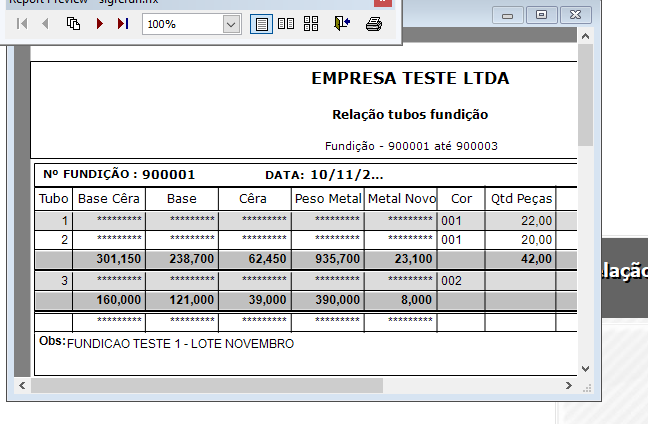 Report Preview - sigrefun.frx
100%
EMPRESA TESTE LTDA
Relação tubos fundição
Fundição - 900001 até 900003
Nº FUNDIÇÃO : 900001 DATA: 10/11/2...
Tubo Base Cêra Base Cêra Peso Metal Metal Novo Cor Qtd Peças
1 ********* ********* ********* ********* ********* 001 22,00
2 ********* ********* ********* ********* ********* 001 20,00
301,150 238,700 62,450 935,700 23,100 42,00
3 ********* ********* ********* ********* ********* 002
160,000 121,000 39,000 390,000 8,000
********* ********* ********* ********* *********
Obs: FUNDICAO TESTE 1 - LOTE NOVEMBRO
elação